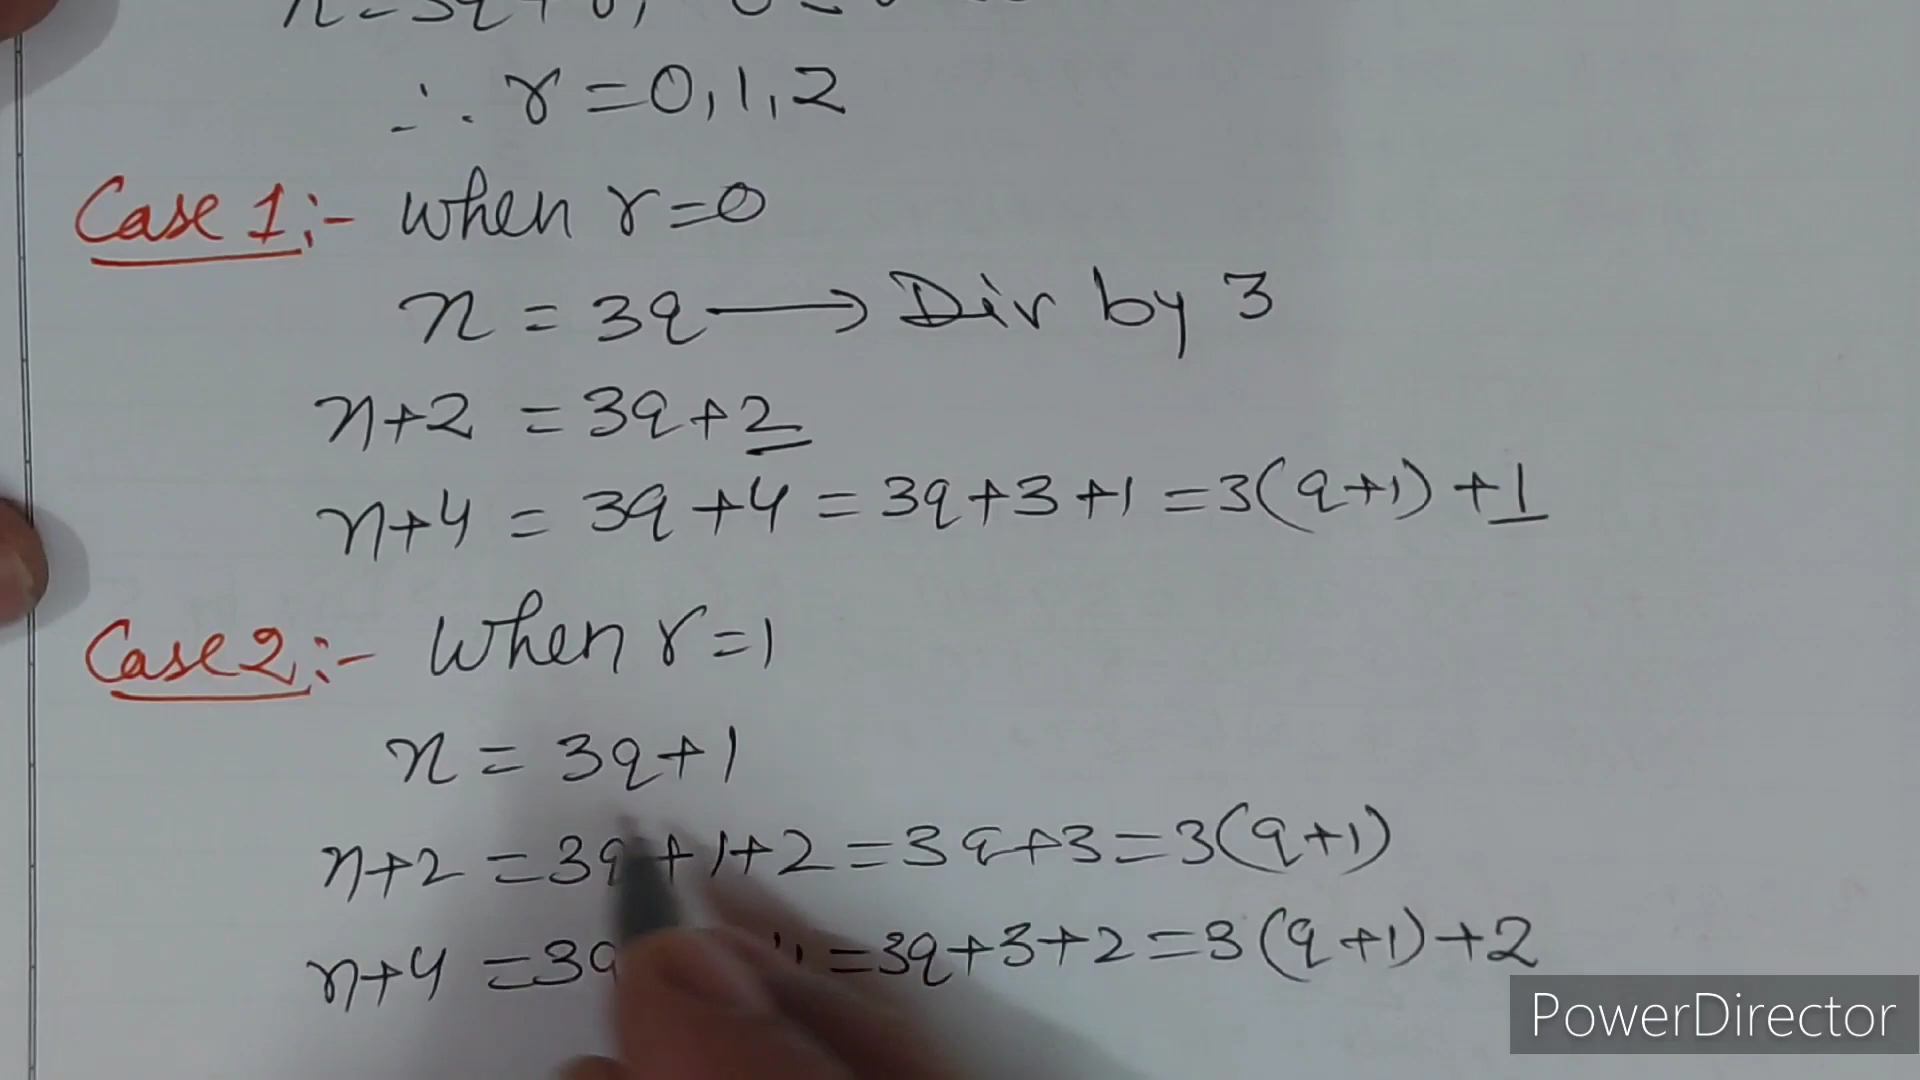 ∴ r = 0, 1, 2
Case 1:- When r = 0
n = 3q → Div by 3
n+2 = 3q+2
n+4 = 3q+4 = 3q+3+1 = 3(q+1)+1
Case 2:- When r = 1
n = 3q+1
n+2 = 3q+1+2 = 3q+3 = 3(q+1)
n+4 = 3q = 3q+3+2 = 3(q+1)+2
PowerDirector